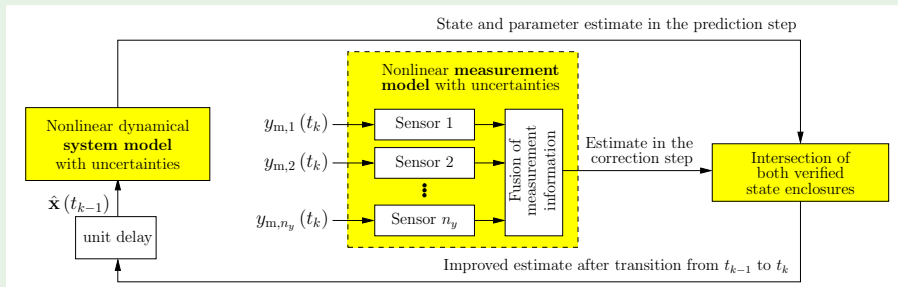 State and parameter estimate in the prediction step
Nonlinear measurement
model with uncertainties
Nonlinear dynamical
system model
with uncertainties
y_{m,1} (t_k)
Sensor 1
y_{m,2} (t_k)
Sensor 2
y_{m,n_y} (t_k)
Sensor n_y
Fusion of
measurement
information
Estimate in the
correction step
Intersection of
both verified
state enclosures
x̂ (t_{k−1})
unit delay
Improved estimate after transition from t_{k−1} to t_k